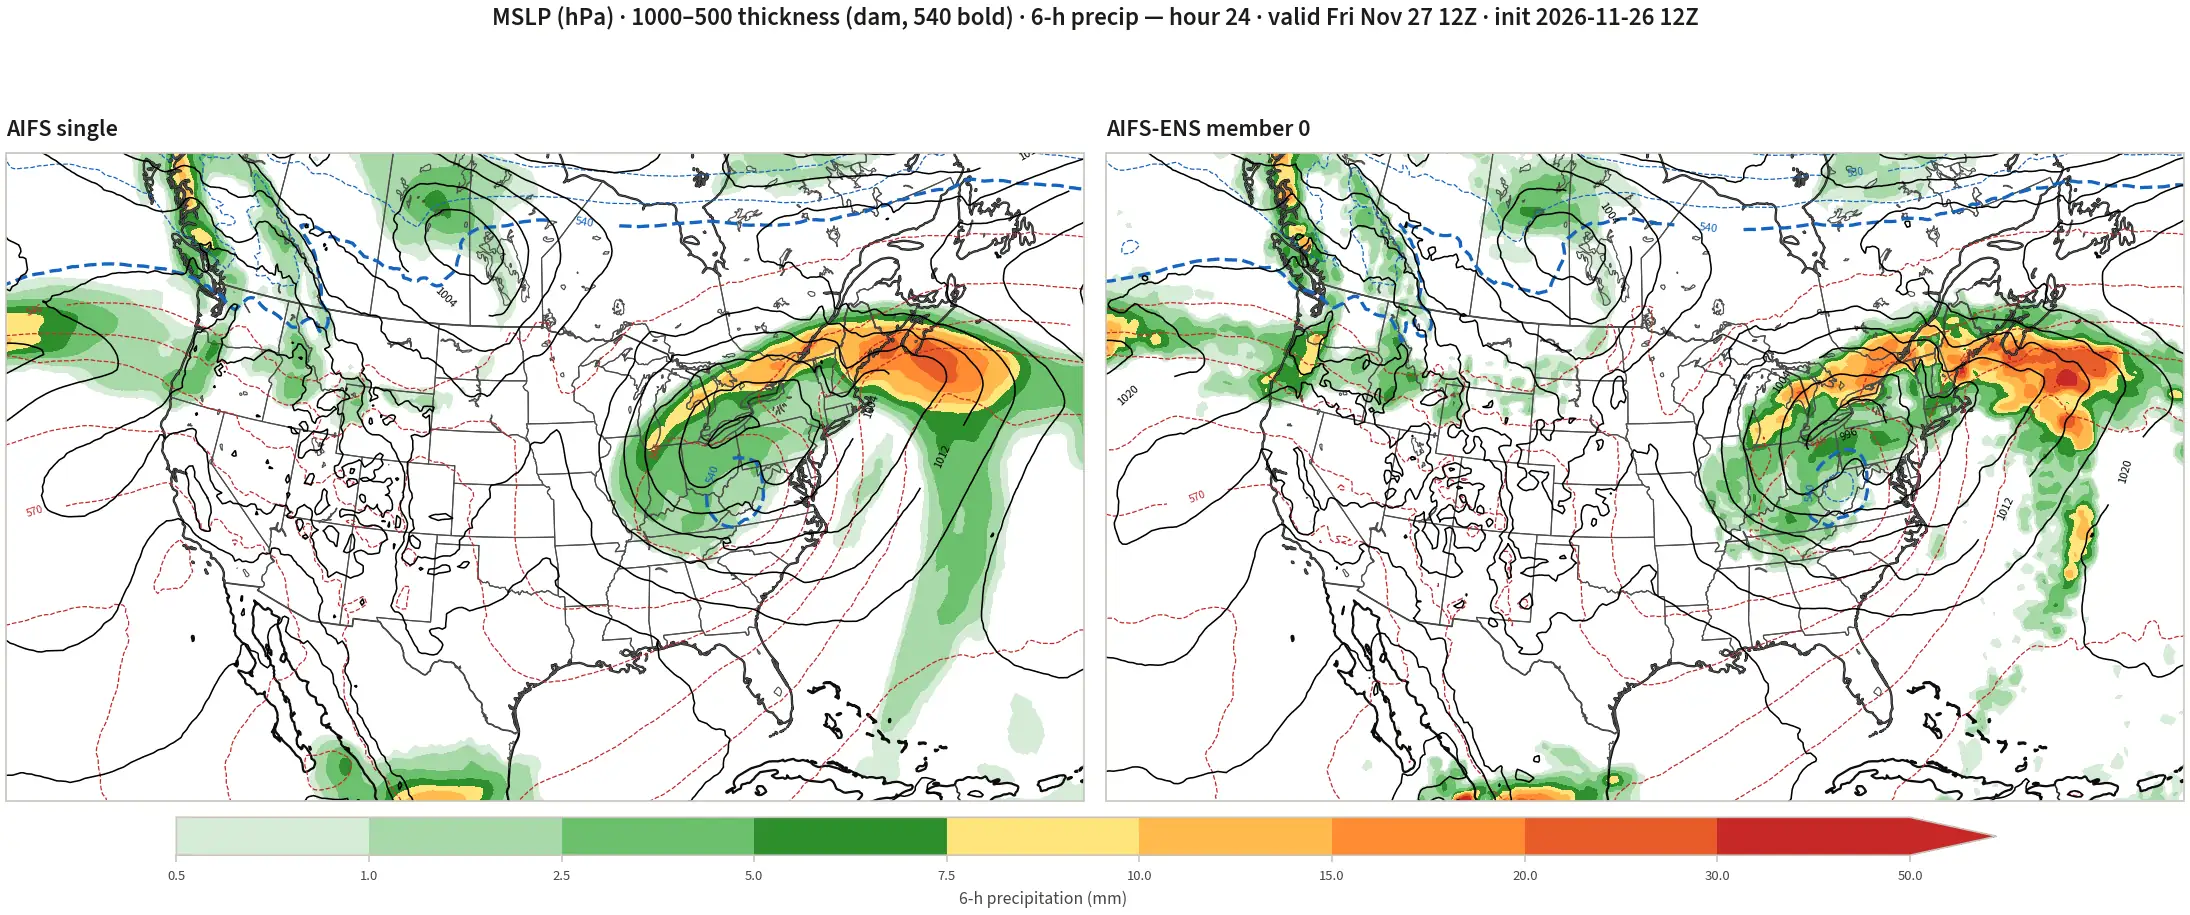 MSLP (hPa) · 1000–500 thickness (dam, 540 bold) · 6-h precip — hour 24 · valid Fri Nov 27 12Z · init 2026-11-26 12Z
AIFS single
AIFS-ENS member 0
540
1004
540
1012
570
1004
530
540
1020
996
1020
1012
570
0.5 1.0 2.5 5.0 7.5 10.0 15.0 20.0 30.0 50.0
6-h precipitation (mm)